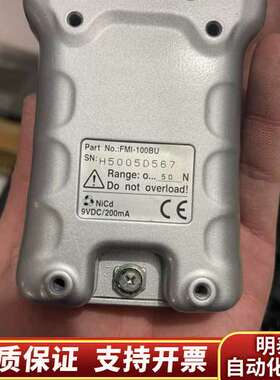 Part No.:FMI-100BU
SN: H5005D567
Range: 0... 50 N
Do not overload!
NiCd
9VDC/200mA
CE
质保证 支持开票
明
自动化